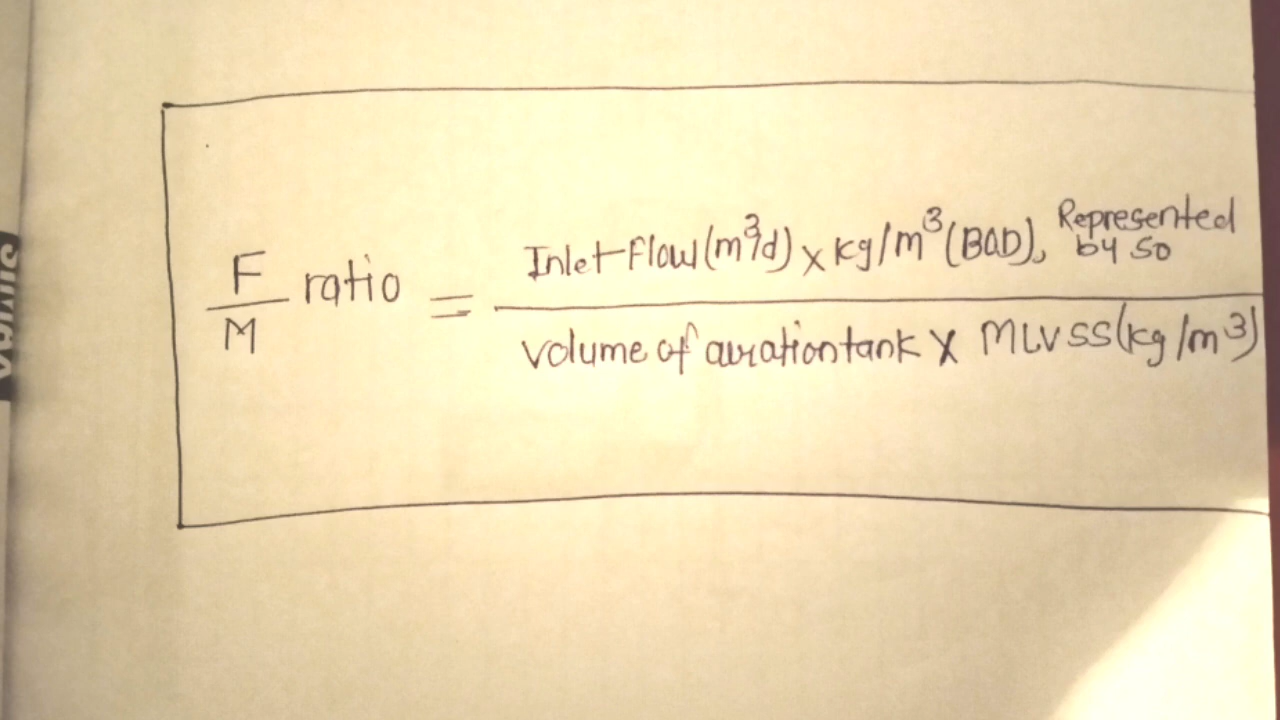 F/M ratio = Inlet flow (m³/d) x kg/m³ (BOD), Represented by So
volume of aurationtank X MLVSS (kg/m³)